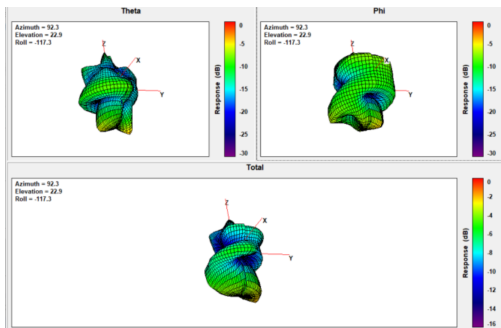 Theta
Azimuth = 92.3
Elevation = 22.9
Roll = -117.3
Z
X
Y
0
-5
-10
-15
-20
-25
-30
Response (dB)
Phi
Azimuth = 92.3
Elevation = 22.9
Roll = -117.3
Z
X
Y
0
-5
-10
-15
-20
-25
-30
Response (dB)
Total
Azimuth = 92.3
Elevation = 22.9
Roll = -117.3
Z
X
Y
0
-2
-4
-6
-8
-10
-12
-14
-16
Response (dB)